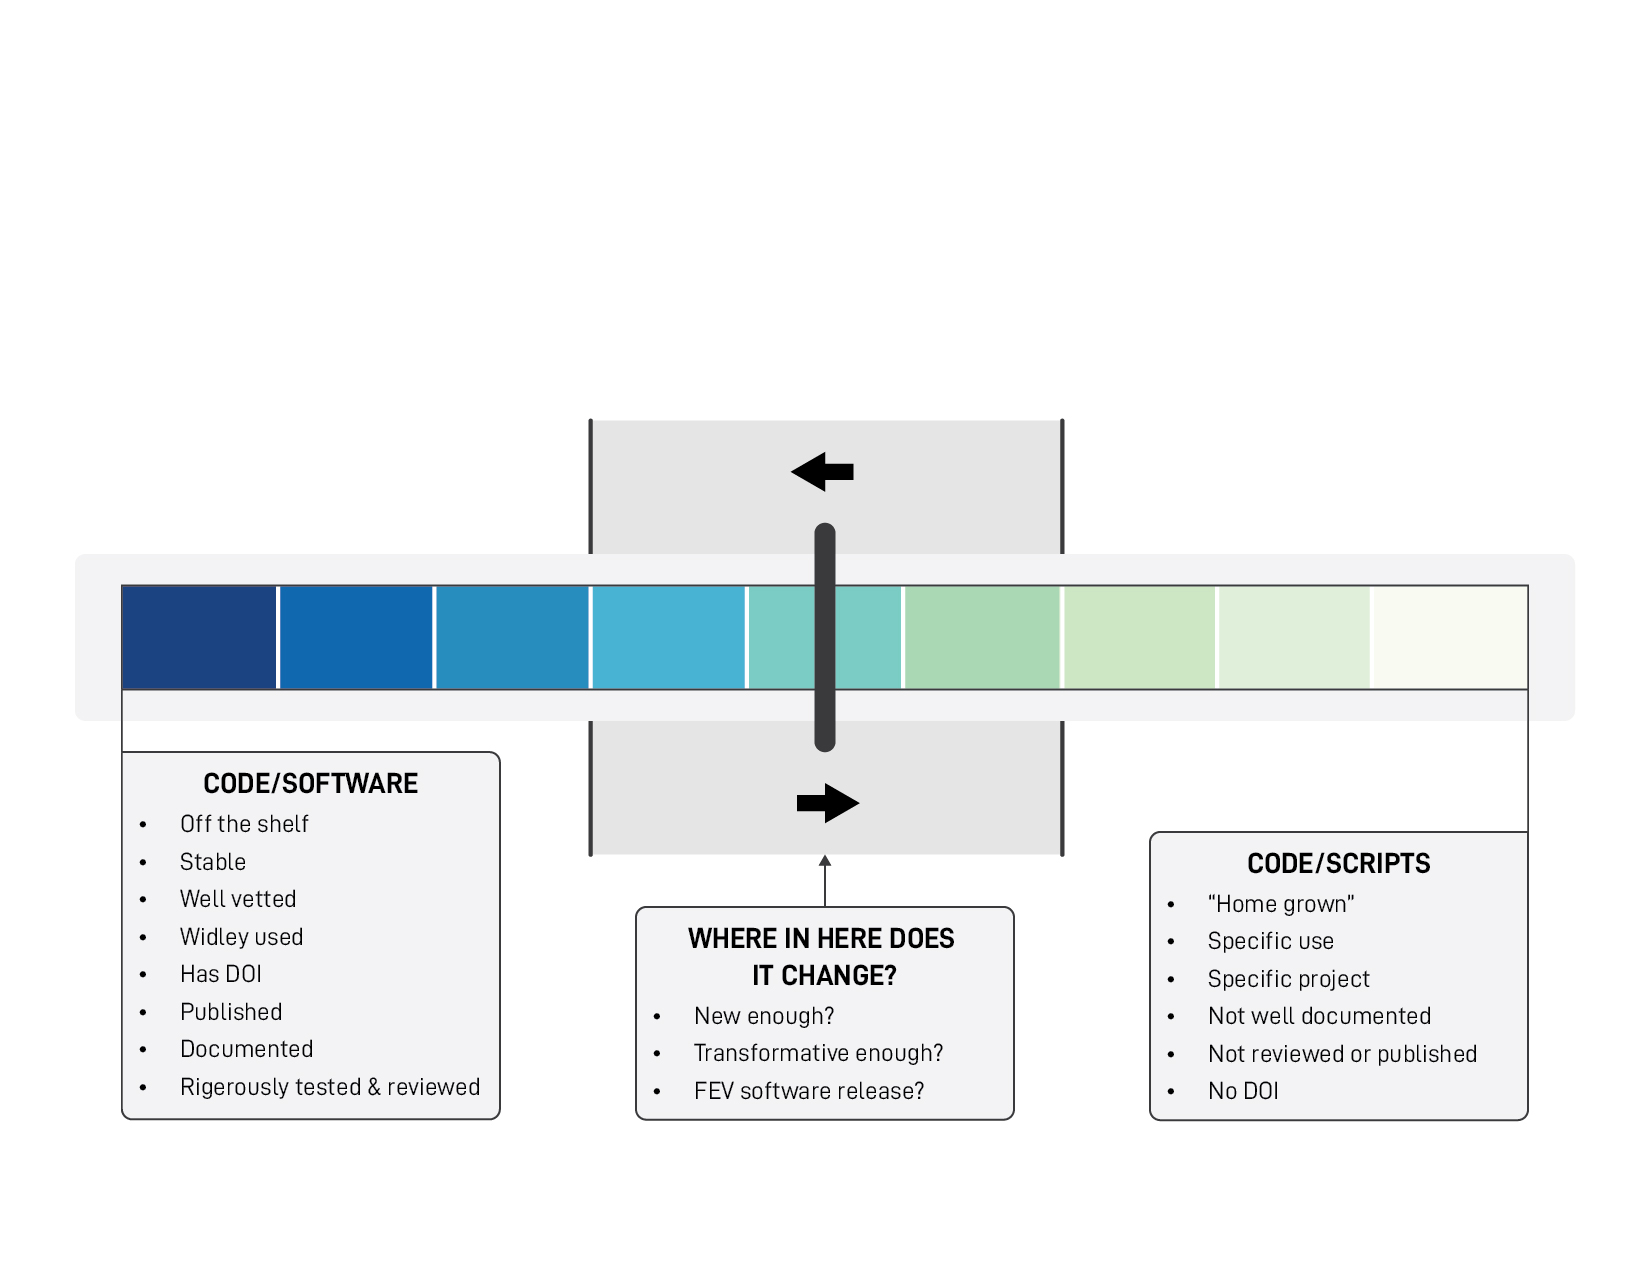 CODE/SOFTWARE
• Off the shelf
• Stable
• Well vetted
• Widley used
• Has DOI
• Published
• Documented
• Rigerously tested & reviewed
WHERE IN HERE DOES
IT CHANGE?
• New enough?
• Transformative enough?
• FEV software release?
CODE/SCRIPTS
• “Home grown”
• Specific use
• Specific project
• Not well documented
• Not reviewed or published
• No DOI